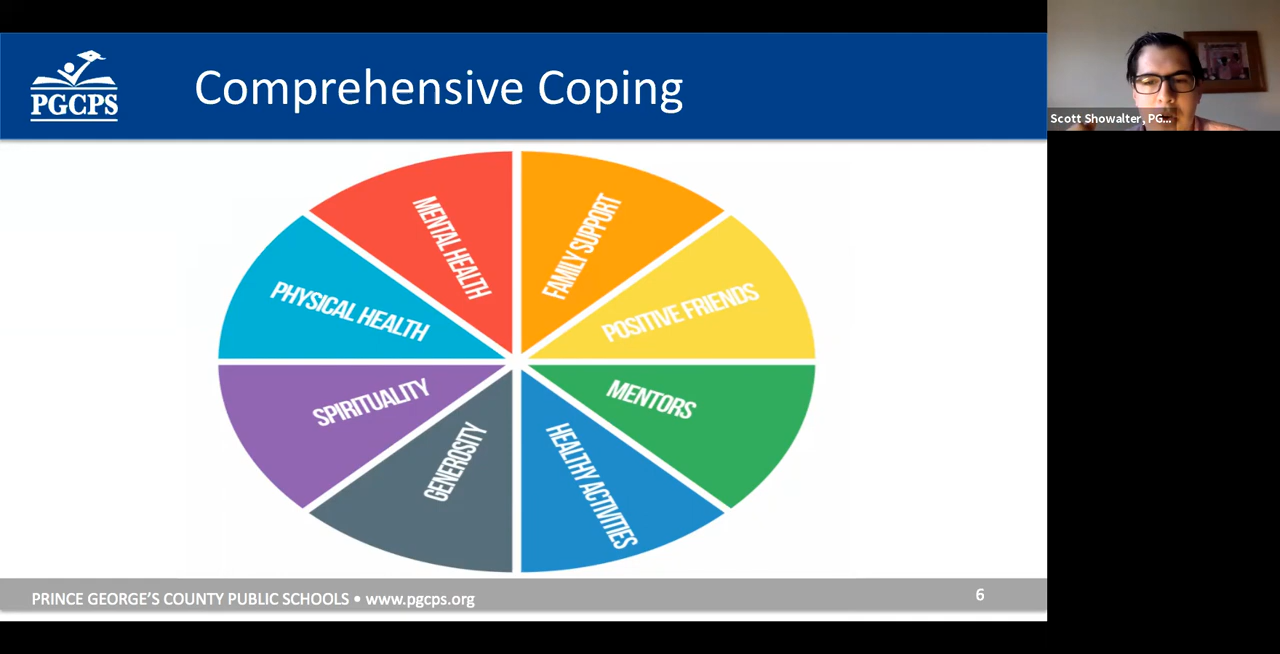 PGCPS
Comprehensive Coping
Scott Showalter, PG...
MENTAL HEALTH
FAMILY SUPPORT
POSITIVE FRIENDS
PHYSICAL HEALTH
SPIRITUALITY
MENTORS
GENEROSITY
HEALTHY ACTIVITIES
PRINCE GEORGE'S COUNTY PUBLIC SCHOOLS • www.pgcps.org
6